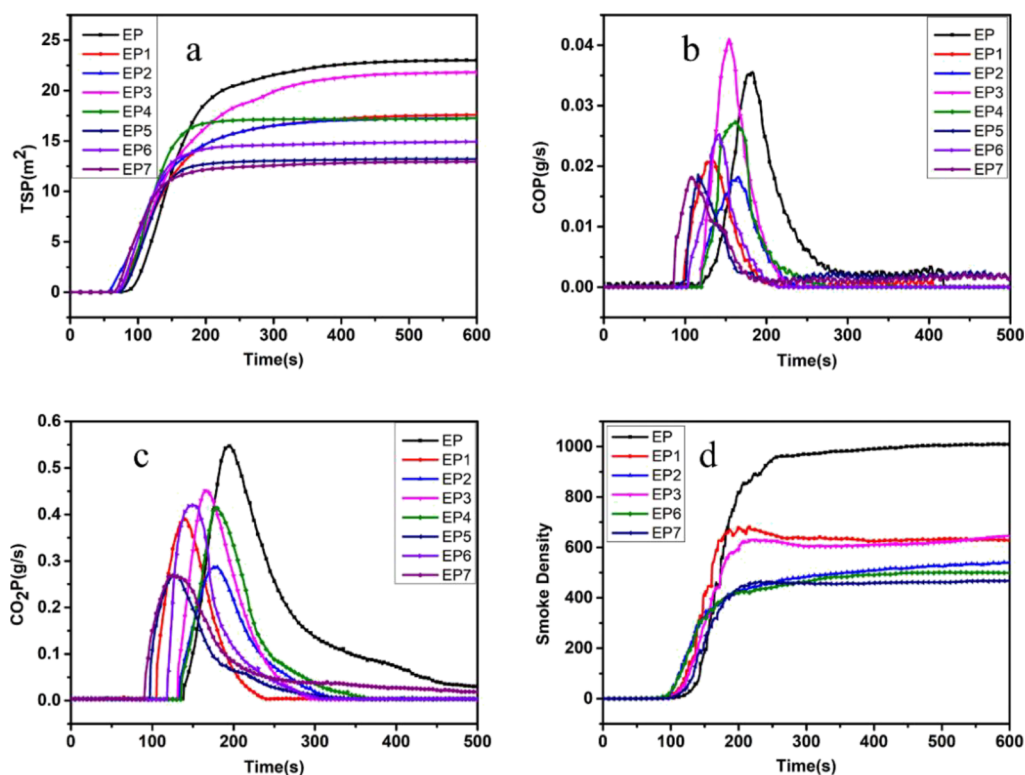 a
TSP(m²)
25
20
15
10
5
0
0 100 200 300 400 500 600
Time(s)
EP
EP1
EP2
EP3
EP4
EP5
EP6
EP7
b
COP(g/s)
0.04
0.03
0.02
0.01
0.00
0 100 200 300 400 500
Time(s)
EP
EP1
EP2
EP3
EP4
EP5
EP6
EP7
c
CO₂P(g/s)
0.6
0.5
0.4
0.3
0.2
0.1
0.0
0 100 200 300 400 500
Time(s)
EP
EP1
EP2
EP3
EP4
EP5
EP6
EP7
d
Smoke Density
1000
800
600
400
200
0
0 100 200 300 400 500 600
Time(s)
EP
EP1
EP2
EP3
EP6
EP7